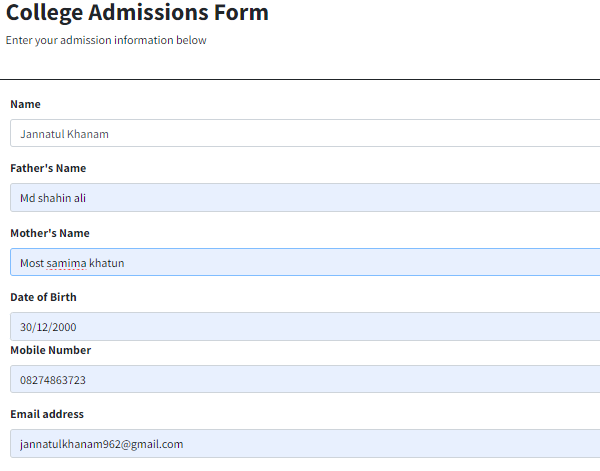 College Admissions Form
Enter your admission information below
Name
Jannatul Khanam
Father's Name
Md shahin ali
Mother's Name
Most samima khatun
Date of Birth
30/12/2000
Mobile Number
08274863723
Email address
jannatulkhanam962@gmail.com